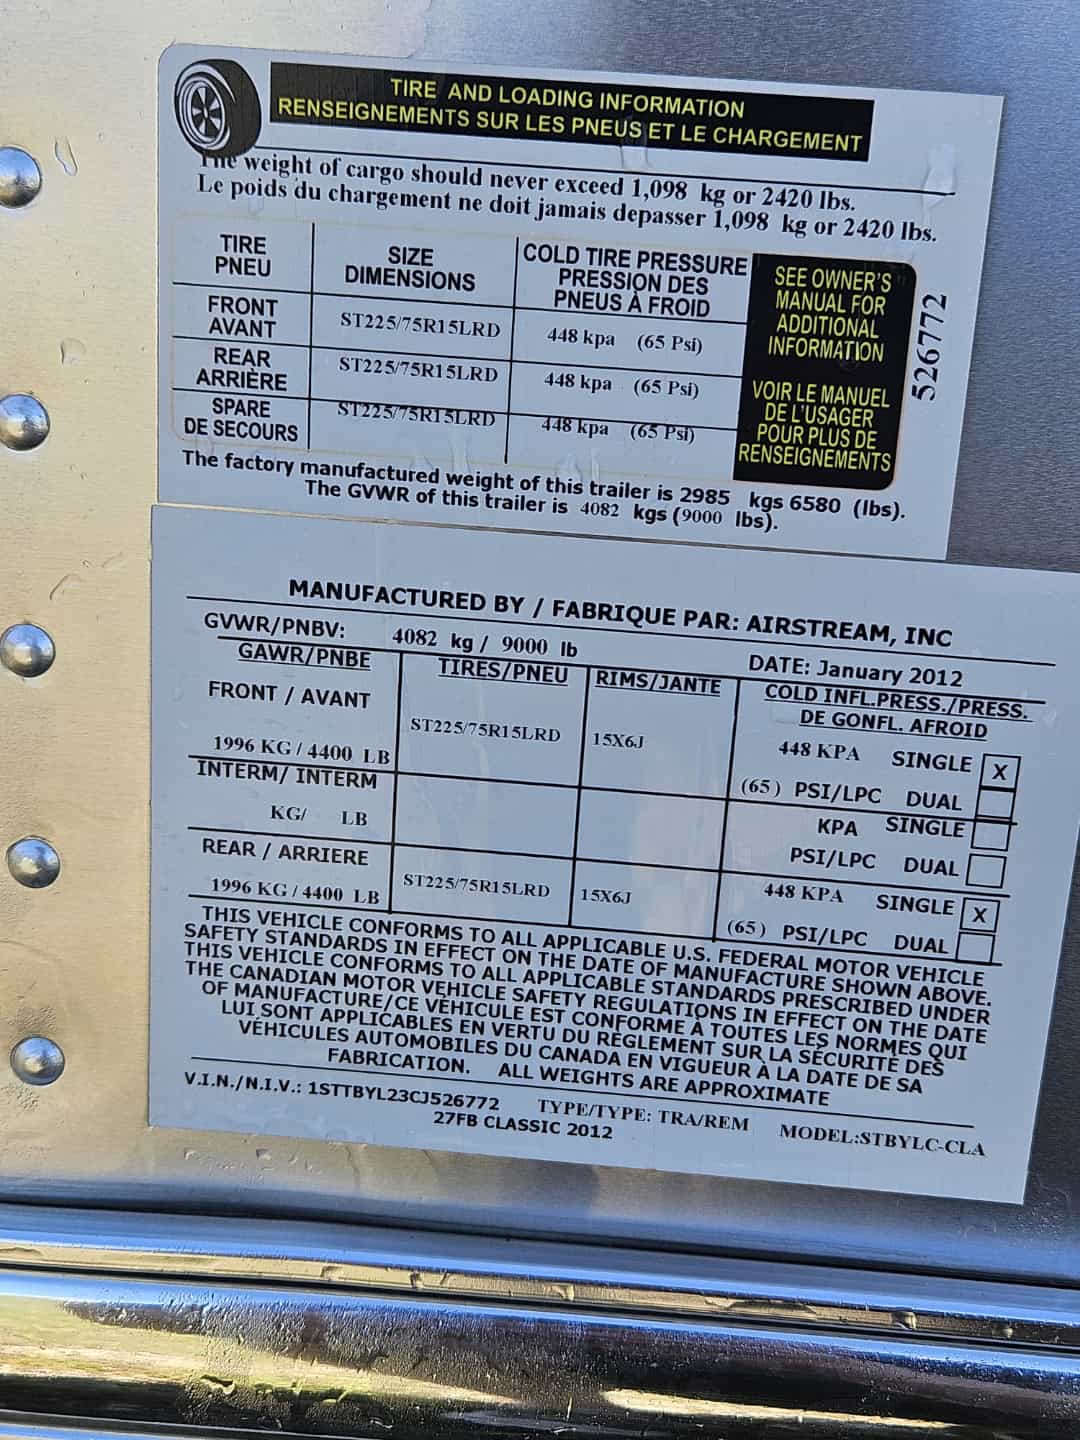 TIRE AND LOADING INFORMATION
RENSEIGNEMENTS SUR LES PNEUS ET LE CHARGEMENT
The weight of cargo should never exceed 1,098 kg or 2420 lbs.
Le poids du chargement ne doit jamais depasser 1,098 kg or 2420 lbs.
TIRE PNEU
SIZE DIMENSIONS
COLD TIRE PRESSURE PRESSION DES PNEUS À FROID
FRONT AVANT ST225/75R15LRD 448 kpa (65 Psi)
REAR ARRIÈRE ST225/75R15LRD 448 kpa (65 Psi)
SPARE DE SECOURS ST225/75R15LRD 448 kpa (65 Psi)
SEE OWNER'S
MANUAL FOR
ADDITIONAL
INFORMATION
VOIR LE MANUEL
DE L'USAGER
POUR PLUS DE
RENSEIGNEMENTS
526772
The factory manufactured weight of this trailer is 2985 kgs 6580 (lbs).
The GVWR of this trailer is 4082 kgs (9000 lbs).
MANUFACTURED BY / FABRIQUE PAR: AIRSTREAM, INC
GVWR/PNBV: 4082 kg / 9000 lb
DATE: January 2012
GAWR/PNBE TIRES/PNEU RIMS/JANTE COLD INFL.PRESS./PRESS.
DE GONFL. AFROID
FRONT / AVANT
ST225/75R15LRD 15X6J 448 KPA SINGLE X
1996 KG / 4400 LB (65) PSI/LPC DUAL
INTERM/ INTERM KPA SINGLE
KG/ LB PSI/LPC DUAL
REAR / ARRIERE ST225/75R15LRD 15X6J 448 KPA SINGLE X
1996 KG / 4400 LB (65) PSI/LPC DUAL
THIS VEHICLE CONFORMS TO ALL APPLICABLE U.S. FEDERAL MOTOR VEHICLE
SAFETY STANDARDS IN EFFECT ON THE DATE OF MANUFACTURE SHOWN ABOVE.
THIS VEHICLE CONFORMS TO ALL APPLICABLE STANDARDS PRESCRIBED UNDER
THE CANADIAN MOTOR VEHICLE SAFETY REGULATIONS IN EFFECT ON THE DATE
OF MANUFACTURE/CE VÉHICULE EST CONFORME À TOUTES LES NORMES QUI
LUI SONT APPLICABLES EN VERTU DU RÈGLEMENT SUR LA SÉCURITÉ DES
VÉHICULES AUTOMOBILES DU CANADA EN VIGUEUR À LA DATE DE SA
FABRICATION. ALL WEIGHTS ARE APPROXIMATE
V.I.N./N.I.V.: 1STTBYL23CJ526772 TYPE/TYPE: TRA/REM MODEL:STBYLC-CLA
27FB CLASSIC 2012